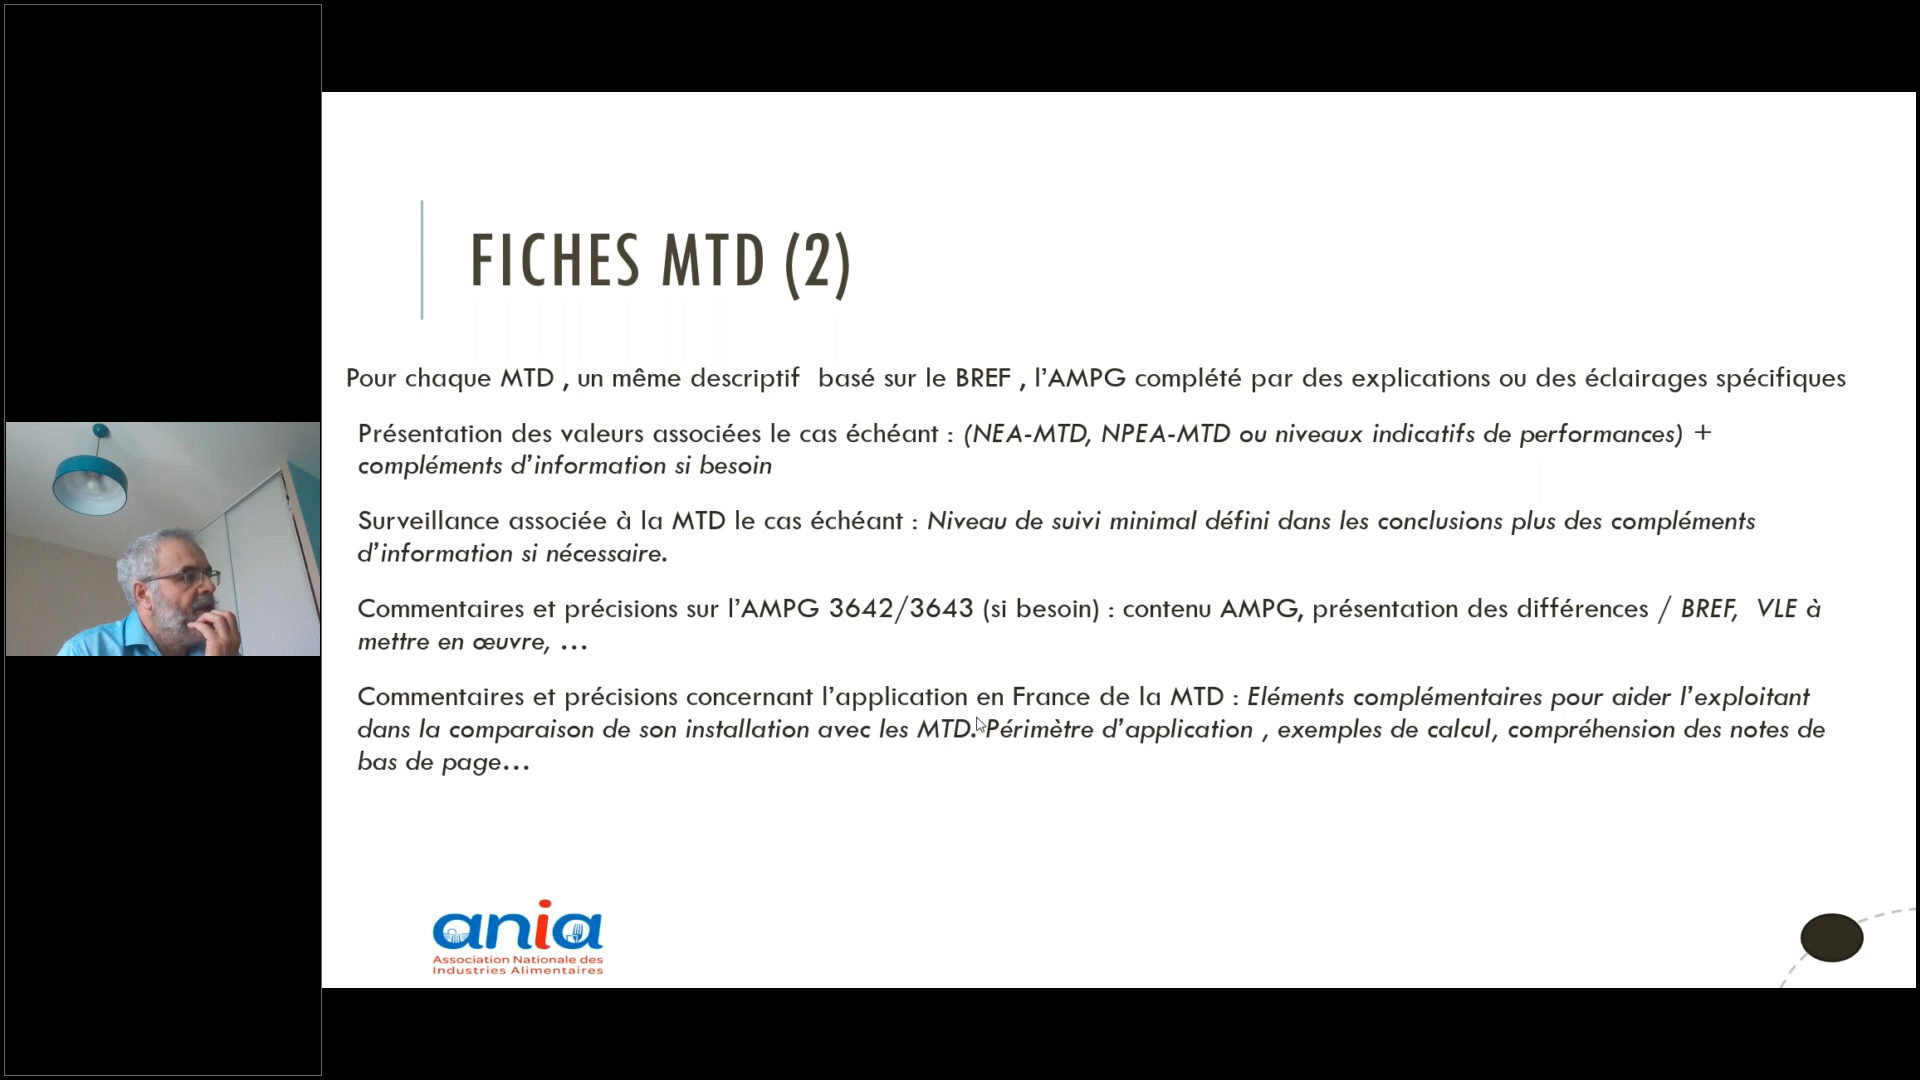 FICHES MTD (2)
Pour chaque MTD , un même descriptif  basé sur le BREF , l’AMPG complété par des explications ou des éclairages spécifiques
Présentation des valeurs associées le cas échéant : (NEA-MTD, NPEA-MTD ou niveaux indicatifs de performances) +
compléments d’information si besoin
Surveillance associée à la MTD le cas échéant : Niveau de suivi minimal défini dans les conclusions plus des compléments
d’information si nécessaire.
Commentaires et précisions sur l’AMPG 3642/3643 (si besoin) : contenu AMPG, présentation des différences / BREF,  VLE à
mettre en œuvre, …
Commentaires et précisions concernant l’application en France de la MTD : Eléments complémentaires pour aider l’exploitant
dans la comparaison de son installation avec les MTD. Périmètre d’application , exemples de calcul, compréhension des notes de
bas de page…
ania
Association Nationale des
Industries Alimentaires